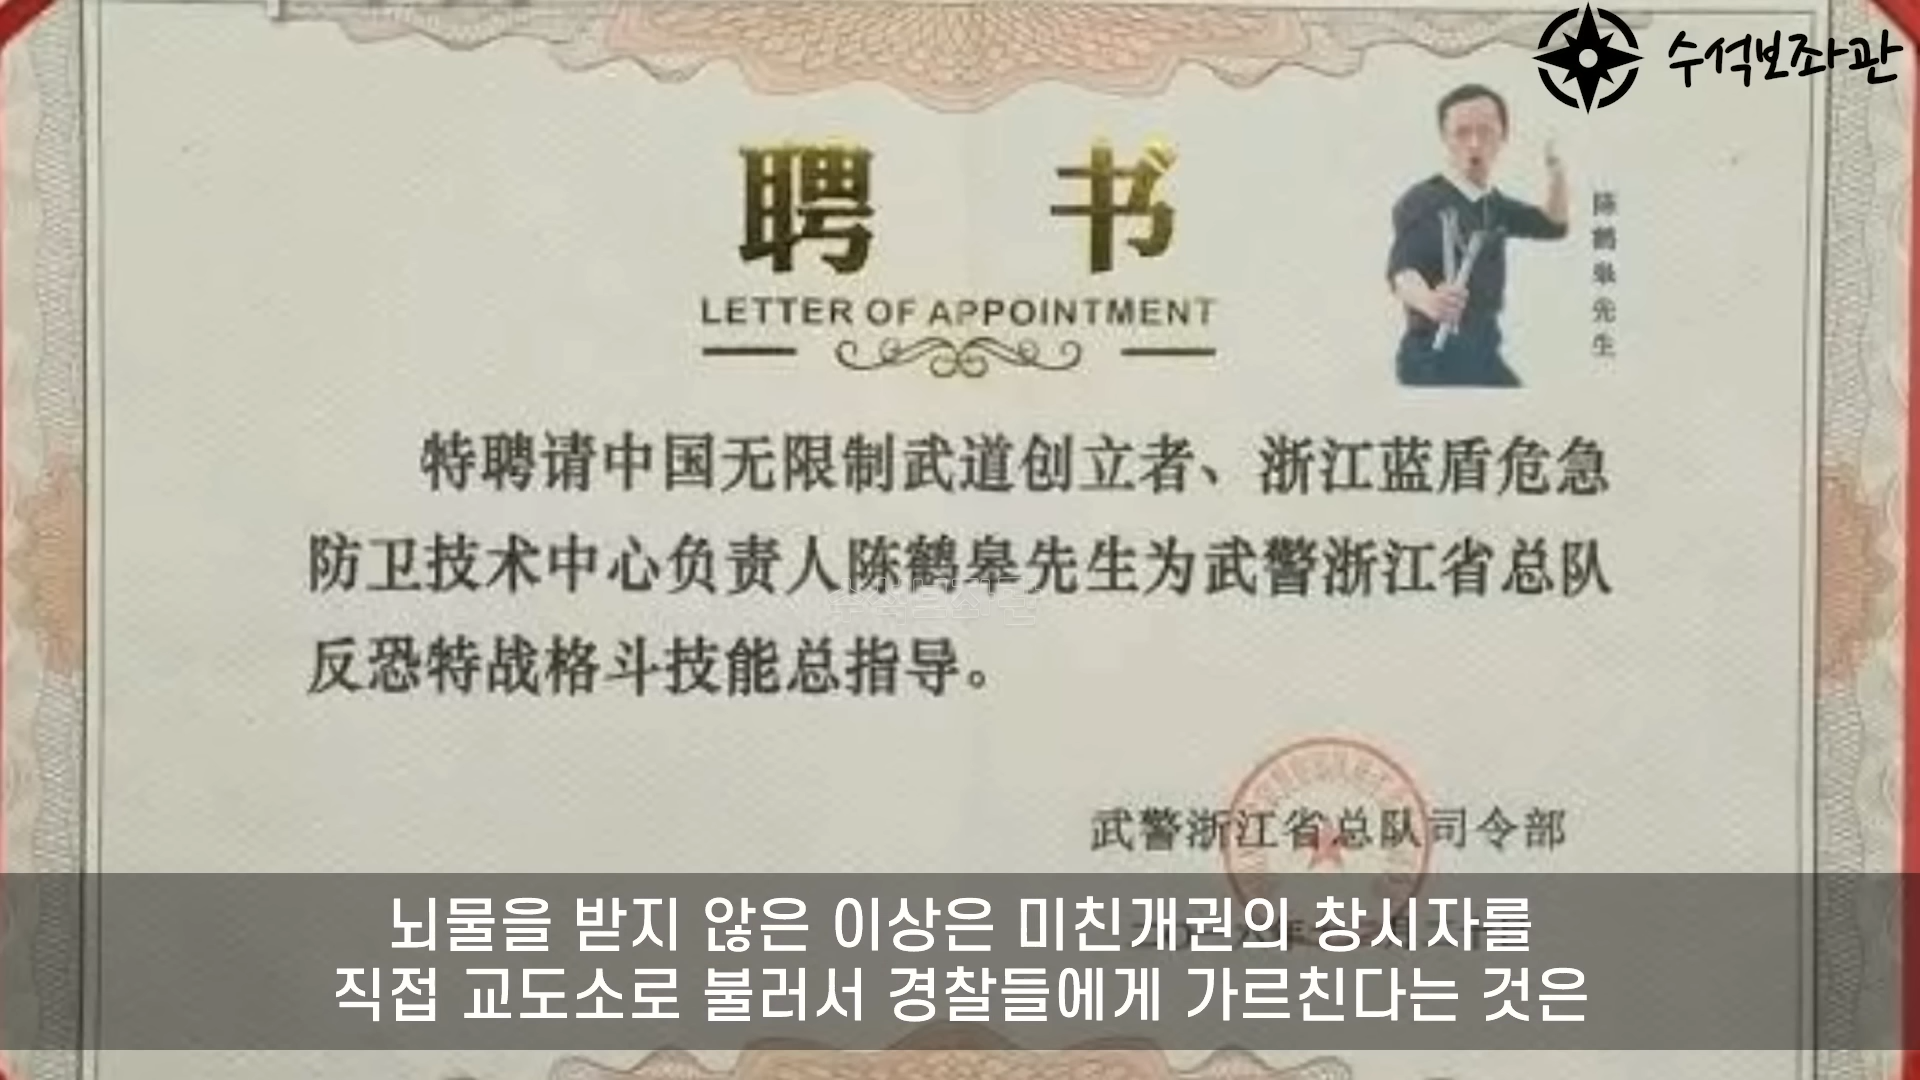 수석보좌관
聘 书
LETTER OF APPOINTMENT
陈鹤皋先生
特聘请中国无限制武道创立者、浙江蓝盾危急
防卫技术中心负责人陈鹤皋先生为武警浙江省总队
反恐特战格斗技能总指导。
武警浙江省总队司令部
뇌물을 받지 않은 이상은 미친개권의 창시자를
직접 교도소로 불러서 경찰들에게 가르친다는 것은